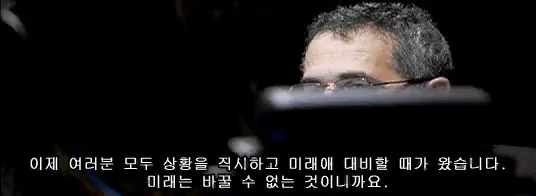 이제 여러분 모두 상황을 직시하고 미래애 대비할 때가 왔습니다.
미래는 바꿀 수 없는 것이니까요.